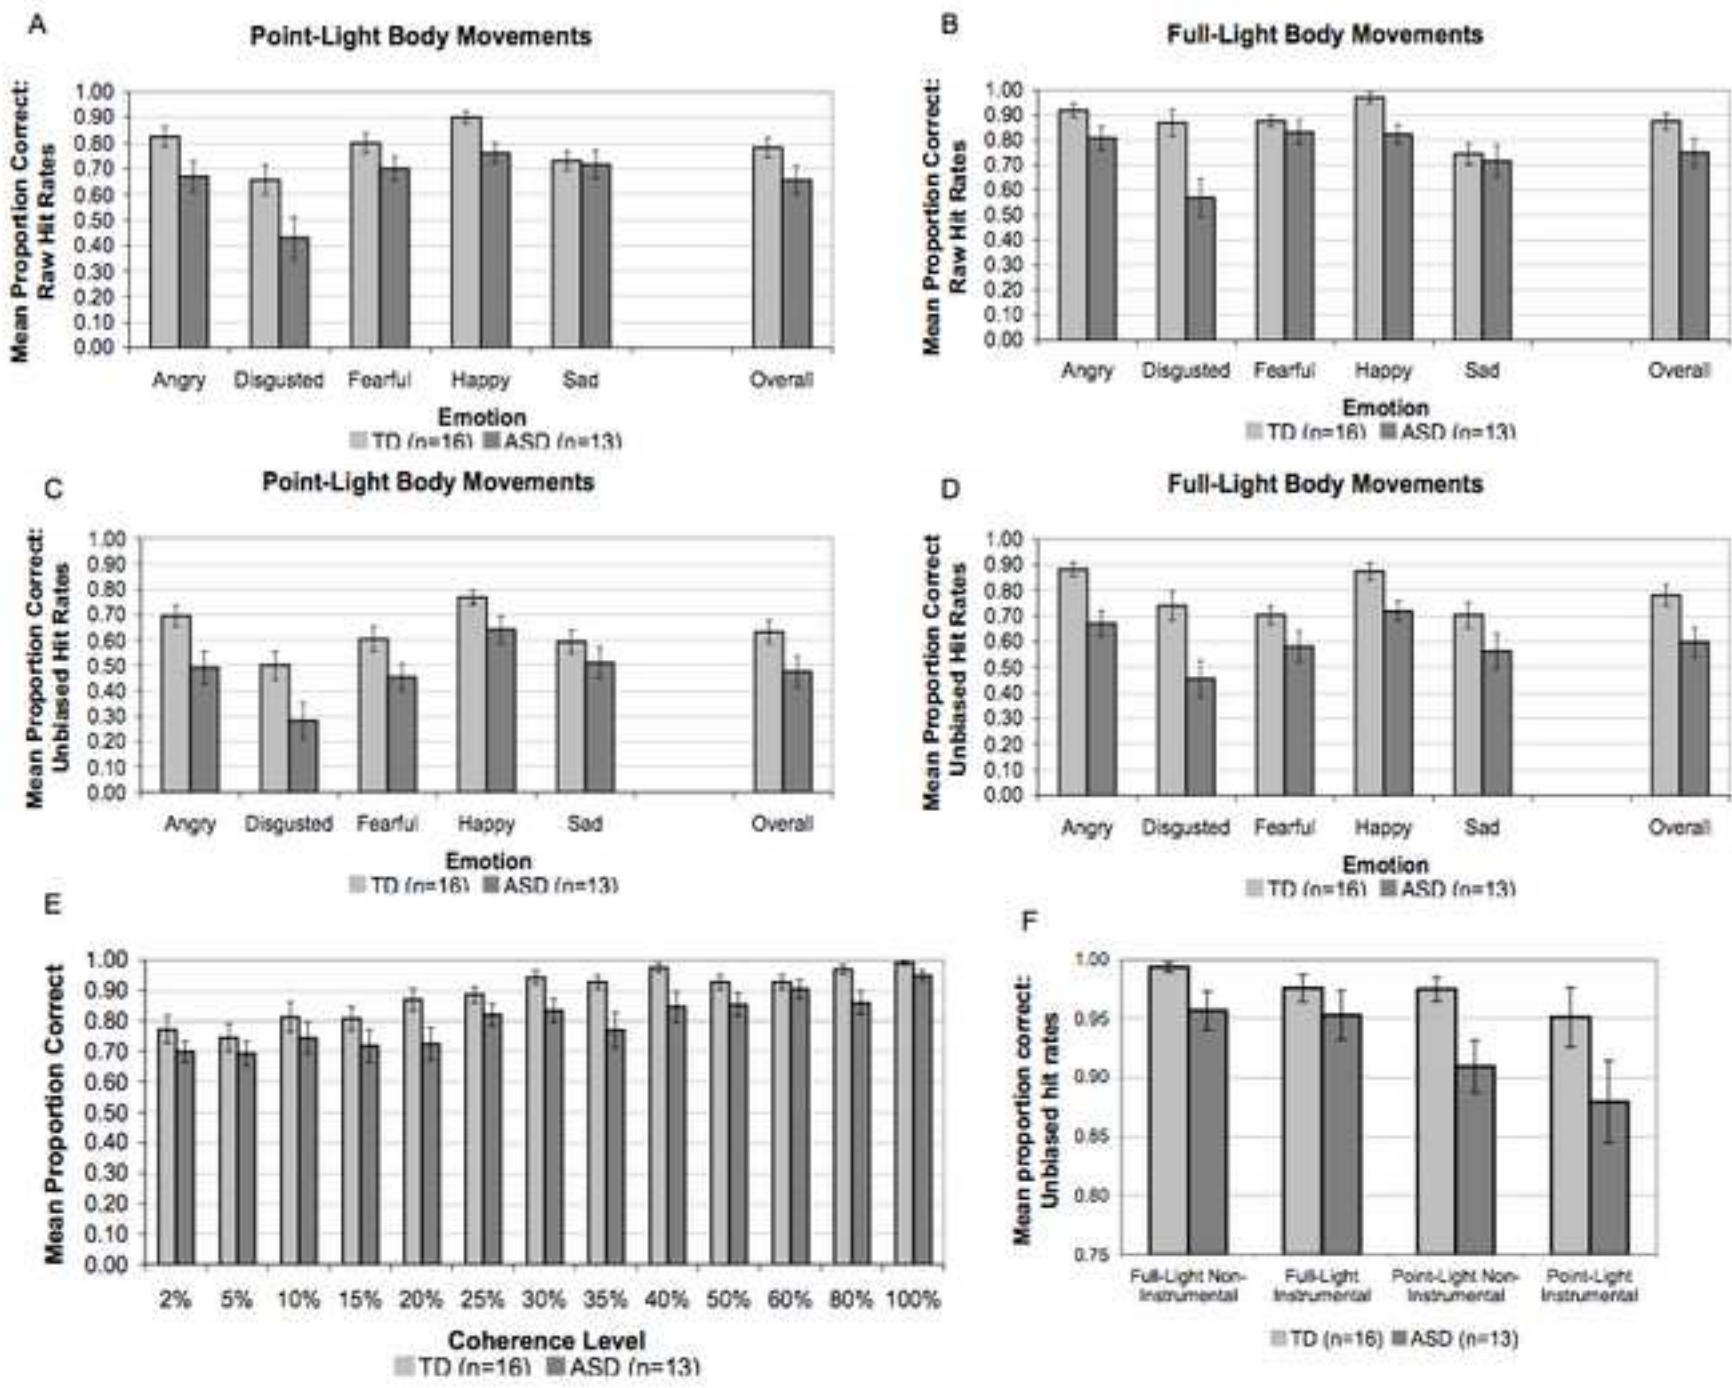 A
Point-Light Body Movements
Mean Proportion Correct:
Raw Hit Rates
1.00
0.90
0.80
0.70
0.60
0.50
0.40
0.30
0.20
0.10
0.00
Angry Disgusted Fearful Happy Sad Overall
Emotion
TD (n=16) ASD (n=13)
B
Full-Light Body Movements
Mean Proportion Correct:
Raw Hit Rates
1.00
0.90
0.80
0.70
0.60
0.50
0.40
0.30
0.20
0.10
0.00
Angry Disgusted Fearful Happy Sad Overall
Emotion
TD (n=16) ASD (n=13)
C
Point-Light Body Movements
Mean Proportion Correct:
Unbiased Hit Rates
1.00
0.90
0.80
0.70
0.60
0.50
0.40
0.30
0.20
0.10
0.00
Angry Disgusted Fearful Happy Sad Overall
Emotion
TD (n=16) ASD (n=13)
D
Full-Light Body Movements
Mean Proportion Correct
Unbiased Hit Rates
1.00
0.90
0.80
0.70
0.60
0.50
0.40
0.30
0.20
0.10
0.00
Angry Disgusted Fearful Happy Sad Overall
Emotion
TD (n=16) ASD (n=13)
E
Mean Proportion Correct
1.00
0.90
0.80
0.70
0.60
0.50
0.40
0.30
0.20
0.10
0.00
2% 5% 10% 15% 20% 25% 30% 35% 40% 50% 60% 80% 100%
Coherence Level
TD (n=16) ASD (n=13)
F
Mean proportion correct:
Unbiased hit rates
1.00
0.95
0.90
0.85
0.80
0.75
Full-Light Non- Full-Light Point-Light Non- Point-Light
Instrumental Instrumental Instrumental Instrumental
TD (n=16) ASD (n=13)